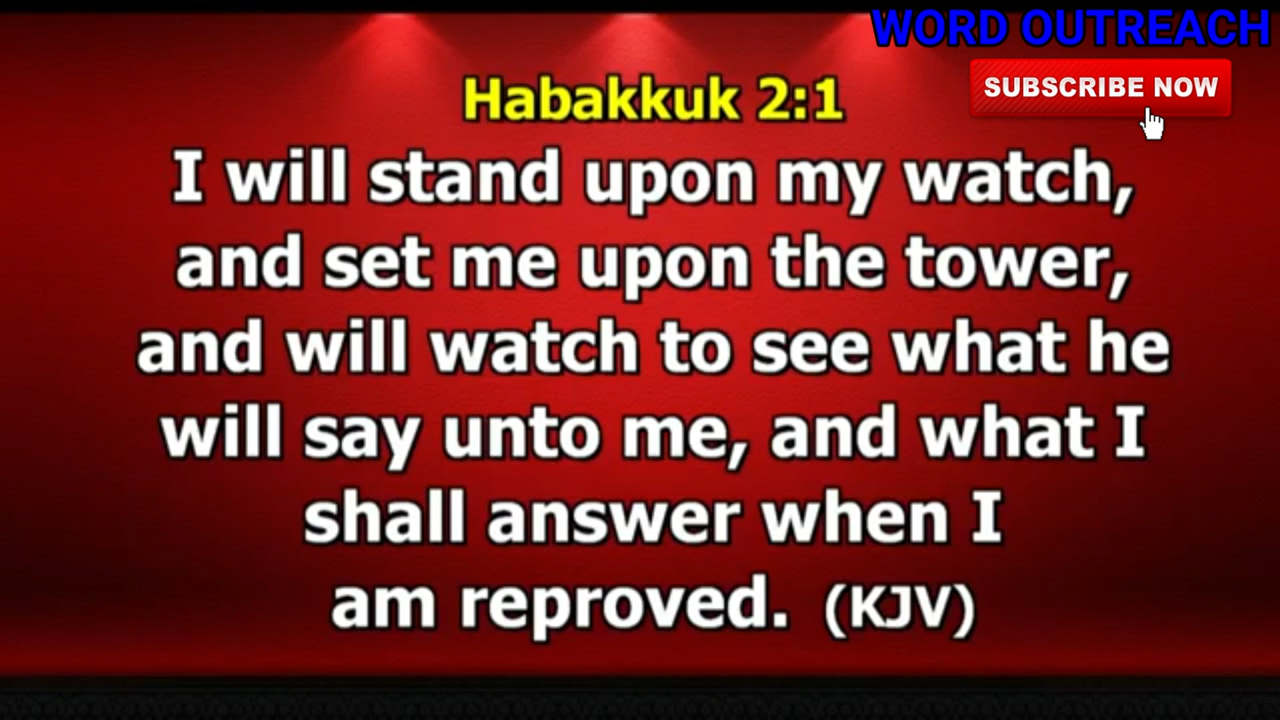 WORD OUTREACH
SUBSCRIBE NOW
Habakkuk 2:1
I will stand upon my watch,
and set me upon the tower,
and will watch to see what he
will say unto me, and what I
shall answer when I
am reproved. (KJV)